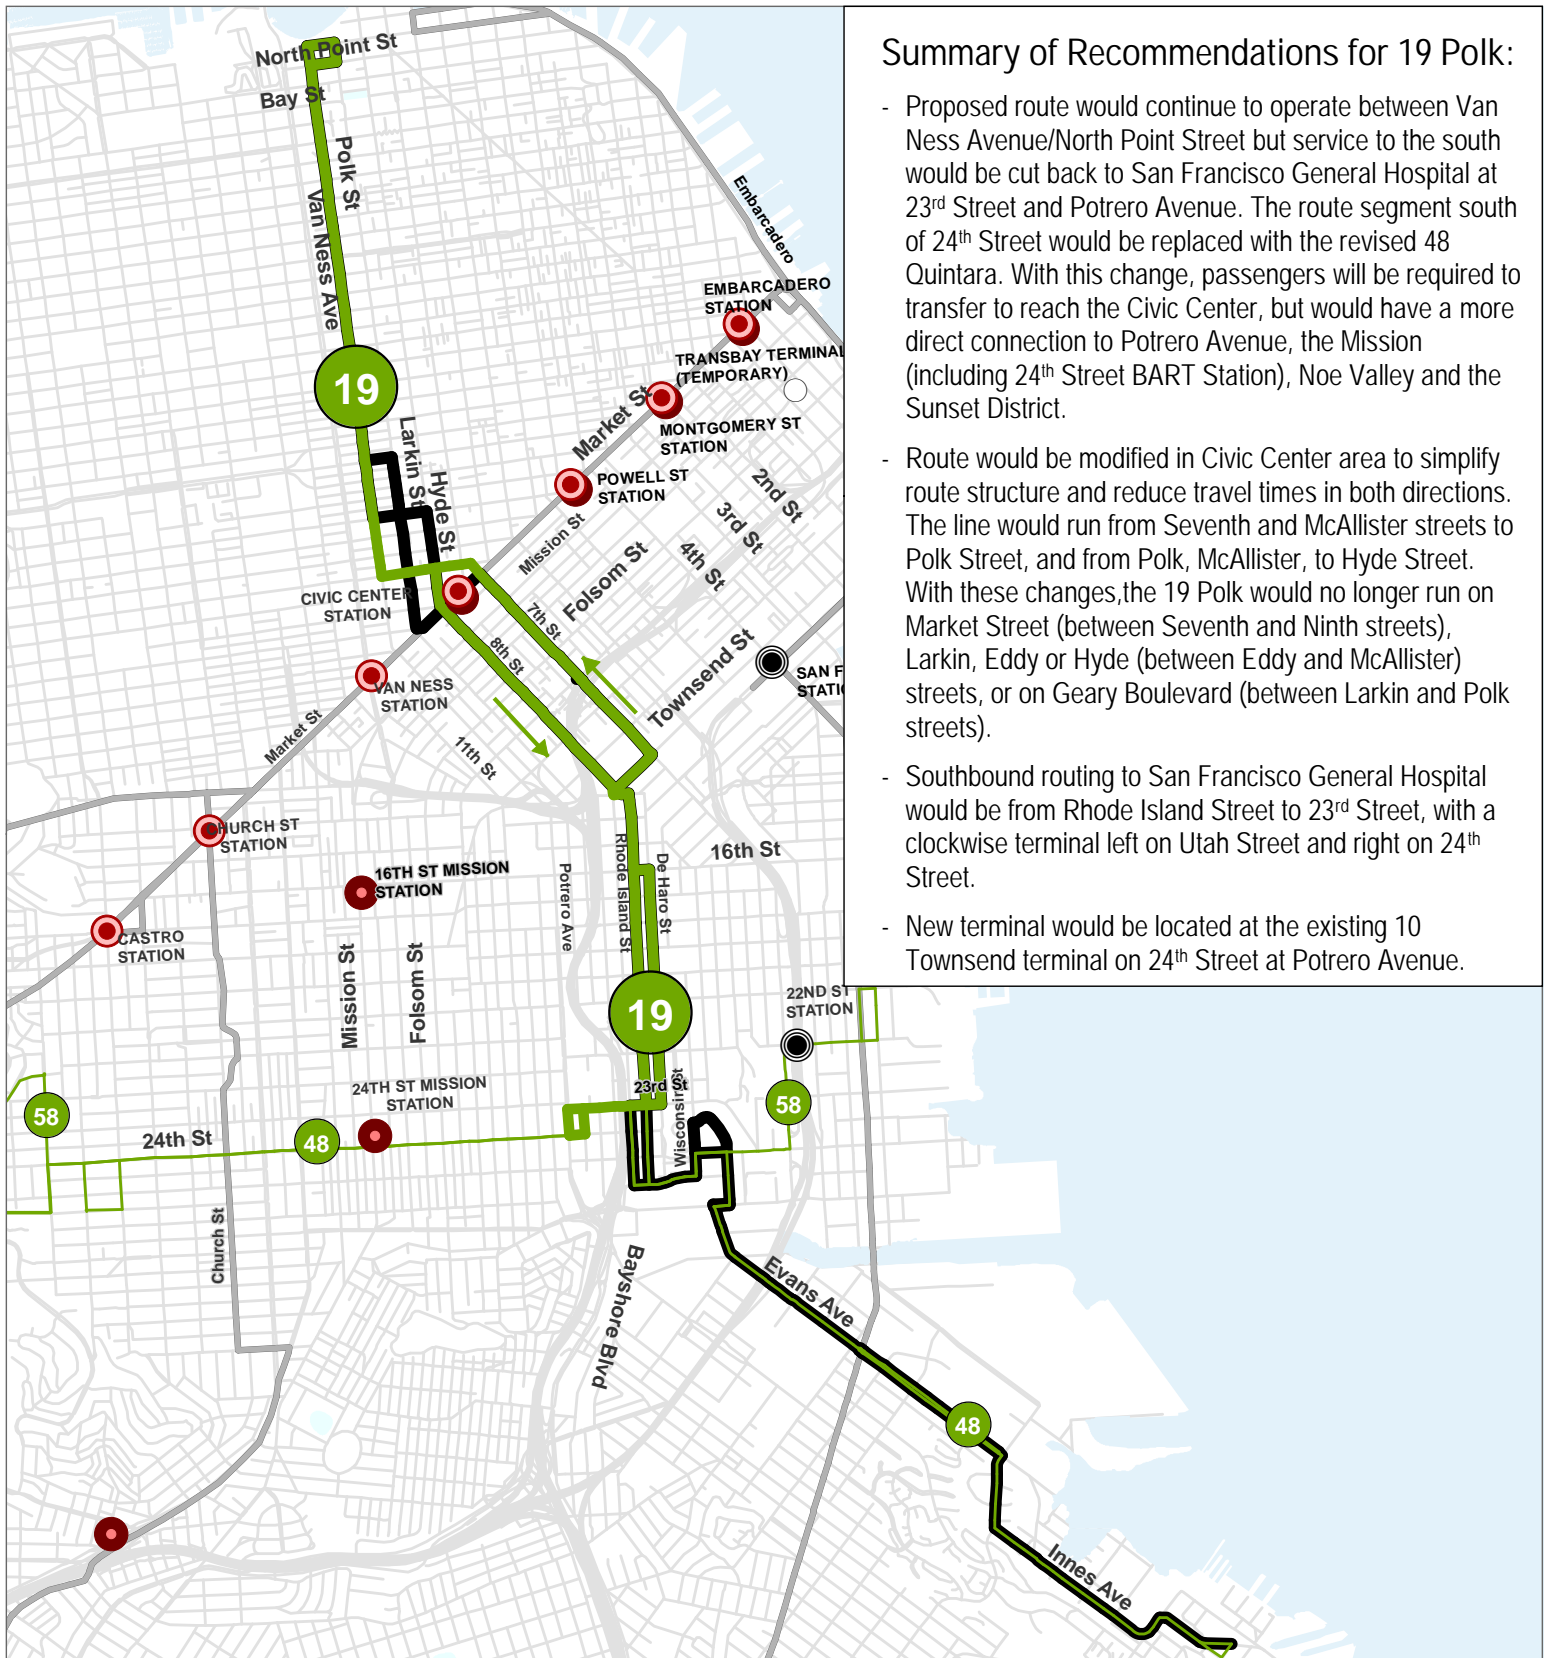 North Point St
Bay St
Polk St
Van Ness Ave
Embarcadero
EMBARCADERO
STATION
TRANSBAY TERMINAL
(TEMPORARY)
19
Market St
MONTGOMERY ST
STATION
Larkin St
Hyde St
POWELL ST
STATION
2nd St
3rd St
4th St
Mission St
Folsom St
CIVIC CENTER
STATION
7th St
8th St
Townsend St
SAN F
STATI
VAN NESS
STATION
Market St
11th St
CHURCH ST
STATION
16th St
Rhode Island St
De Haro St
Potrero Ave
16TH ST MISSION
STATION
CASTRO
STATION
Mission St
Folsom St
19
22ND ST
STATION
23rd St
24TH ST MISSION
STATION
Wisconsin St
58
58
24th St
48
Church St
Bayshore Blvd
Evans Ave
48
Innes Ave
Summary of Recommendations for 19 Polk:
- Proposed route would continue to operate between Van
Ness Avenue/North Point Street but service to the south
would be cut back to San Francisco General Hospital at
23rd Street and Potrero Avenue. The route segment south
of 24th Street would be replaced with the revised 48
Quintara. With this change, passengers will be required to
transfer to reach the Civic Center, but would have a more
direct connection to Potrero Avenue, the Mission
(including 24th Street BART Station), Noe Valley and the
Sunset District.
- Route would be modified in Civic Center area to simplify
route structure and reduce travel times in both directions.
The line would run from Seventh and McAllister streets to
Polk Street, and from Polk, McAllister, to Hyde Street.
With these changes,the 19 Polk would no longer run on
Market Street (between Seventh and Ninth streets),
Larkin, Eddy or Hyde (between Eddy and McAllister)
streets, or on Geary Boulevard (between Larkin and Polk
streets).
- Southbound routing to San Francisco General Hospital
would be from Rhode Island Street to 23rd Street, with a
clockwise terminal left on Utah Street and right on 24th
Street.
- New terminal would be located at the existing 10
Townsend terminal on 24th Street at Potrero Avenue.